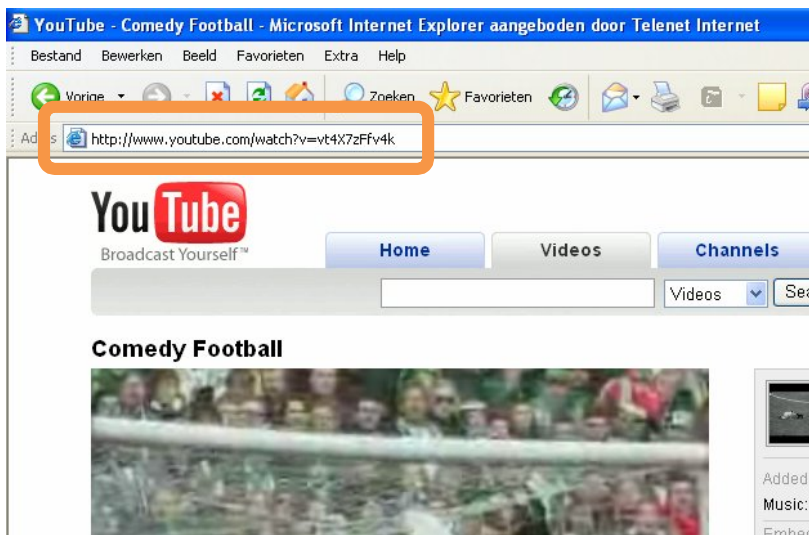 YouTube - Comedy Football - Microsoft Internet Explorer aangeboden door Telenet Internet
Bestand Bewerken Beeld Favorieten Extra Help
Vorige Zoeken Favorieten
http://www.youtube.com/watch?v=vt4X7zFfv4k
YouTube
Broadcast Yourself™
Home Videos Channels
Videos
Comedy Football
Added
Music: